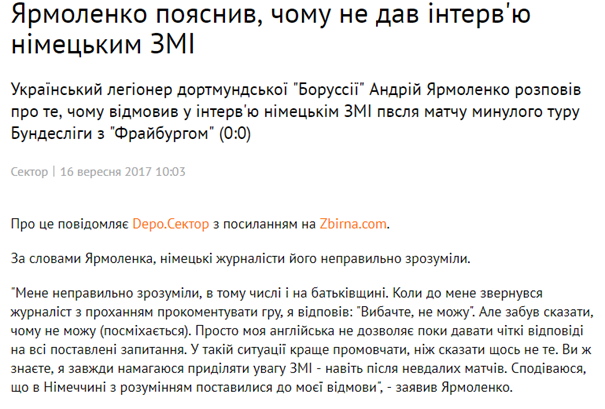 Ярмоленко пояснив, чому не дав інтерв'ю
німецьким ЗМІ
Український легіонер дортмундської "Боруссії" Андрій Ярмоленко розповів
про те, чому відмовив у інтерв'ю німецькім ЗМІ пвсля матчу минулого туру
Бундесліги з "Фрайбургом" (0:0)
Сектор | 16 вересня 2017 10:03
Про це повідомляє Depo.Сектор з посиланням на Zbirna.com.
За словами Ярмоленка, німецькі журналісти його неправильно зрозуміли.
"Мене неправильно зрозуміли, в тому числі і на батьківщині. Коли до мене звернувся
журналіст з проханням прокоментувати гру, я відповів: "Вибачте, не можу". Але забув сказати,
чому не можу (посміхається). Просто моя англійська не дозволяє поки давати чіткі відповіді
на всі поставлені запитання. У такій ситуації краще промовчати, ніж сказати щось не те. Ви ж
знаєте, я завжди намагаюся приділяти увагу ЗМІ - навіть після невдалих матчів. Сподіваюся,
що в Німеччині з розумінням поставилися до моєї відмови", - заявив Ярмоленко.